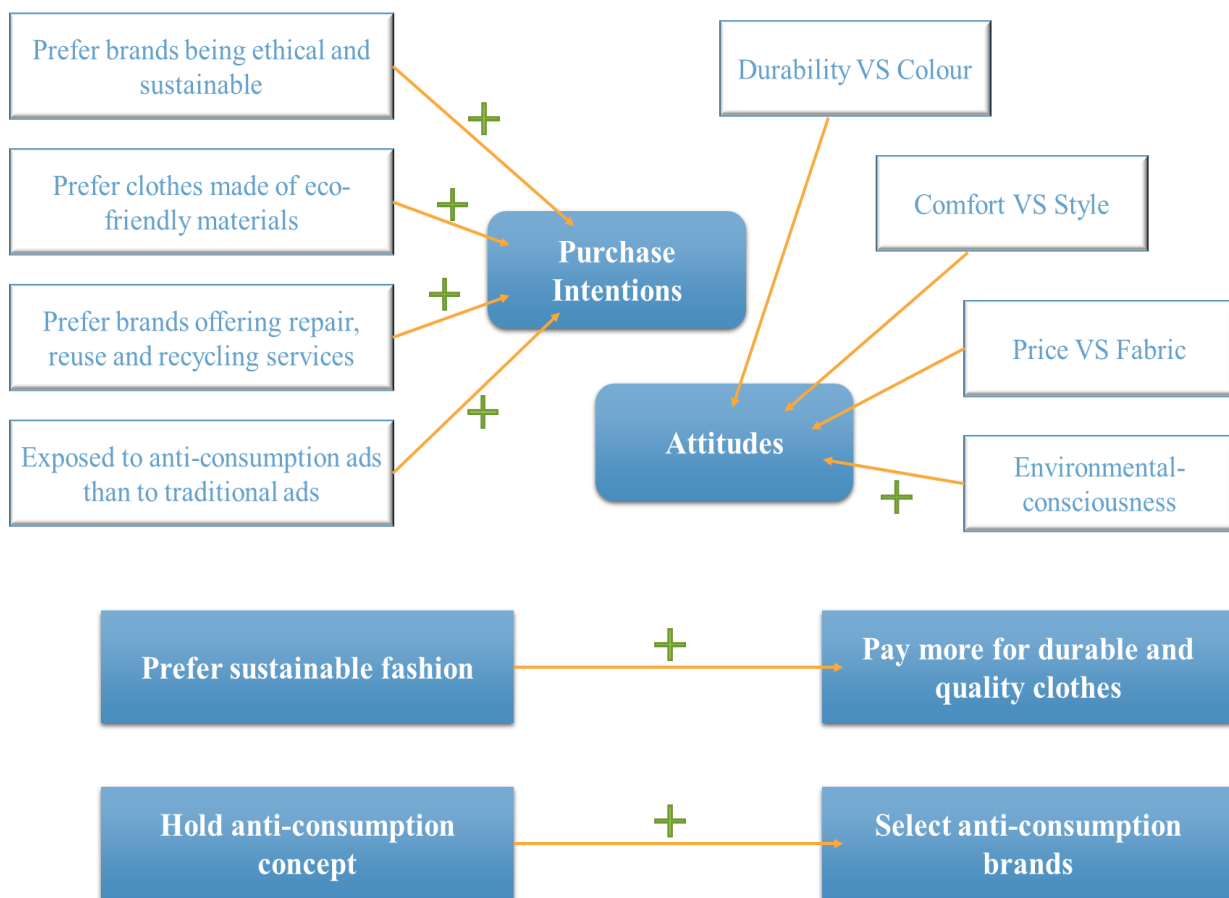 Prefer brands being ethical and
sustainable
Prefer clothes made of eco-
friendly materials
Prefer brands offering repair,
reuse and recycling services
Exposed to anti-consumption ads
than to traditional ads
Purchase
Intentions
Durability VS Colour
Comfort VS Style
Price VS Fabric
Environmental-
consciousness
Attitudes
Prefer sustainable fashion
Pay more for durable and
quality clothes
Hold anti-consumption
concept
Select anti-consumption
brands